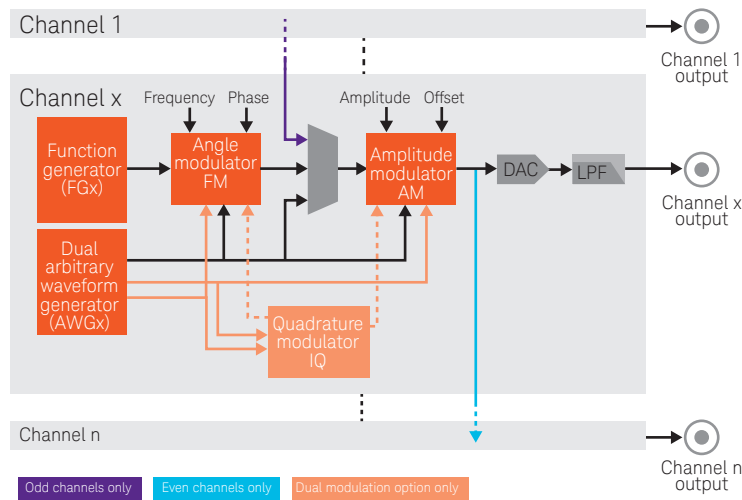 Channel 1
Channel 1
output
Channel x
Frequency
Phase
Amplitude
Offset
Function
generator
(FGx)
Angle
modulator
FM
Amplitude
modulator
AM
DAC
LPF
Channel x
output
Dual
arbitrary
waveform
generator
(AWGx)
Quadrature
modulator
IQ
Channel n
Channel n
output
Odd channels only
Even channels only
Dual modulation option only